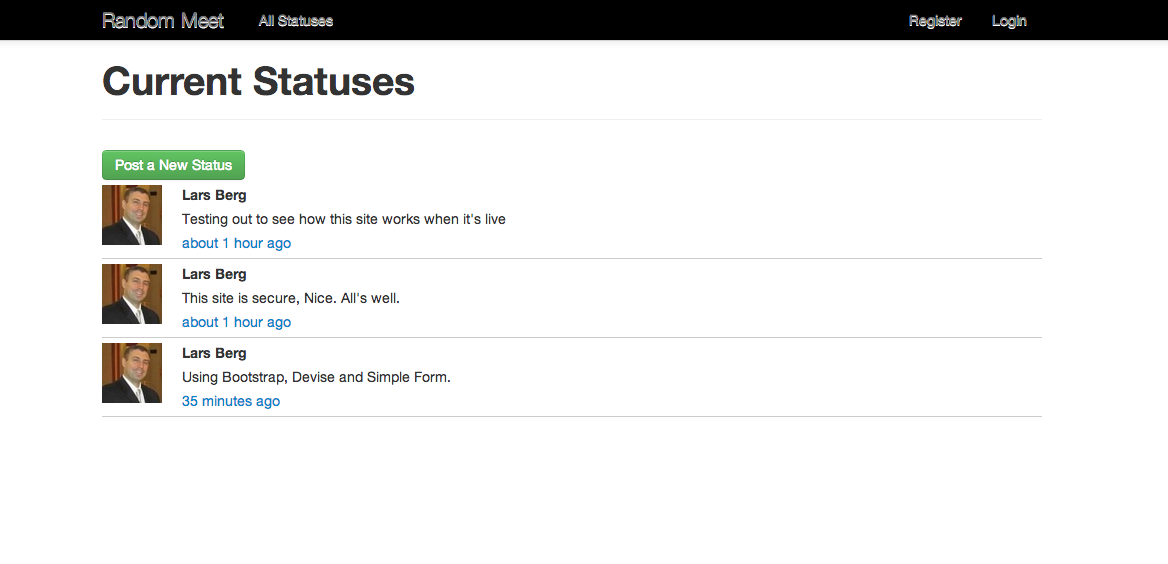 Random Meet All Statuses Register Login
Current Statuses
Post a New Status
Lars Berg
Testing out to see how this site works when it's live
about 1 hour ago
Lars Berg
This site is secure, Nice. All's well.
about 1 hour ago
Lars Berg
Using Bootstrap, Devise and Simple Form.
35 minutes ago